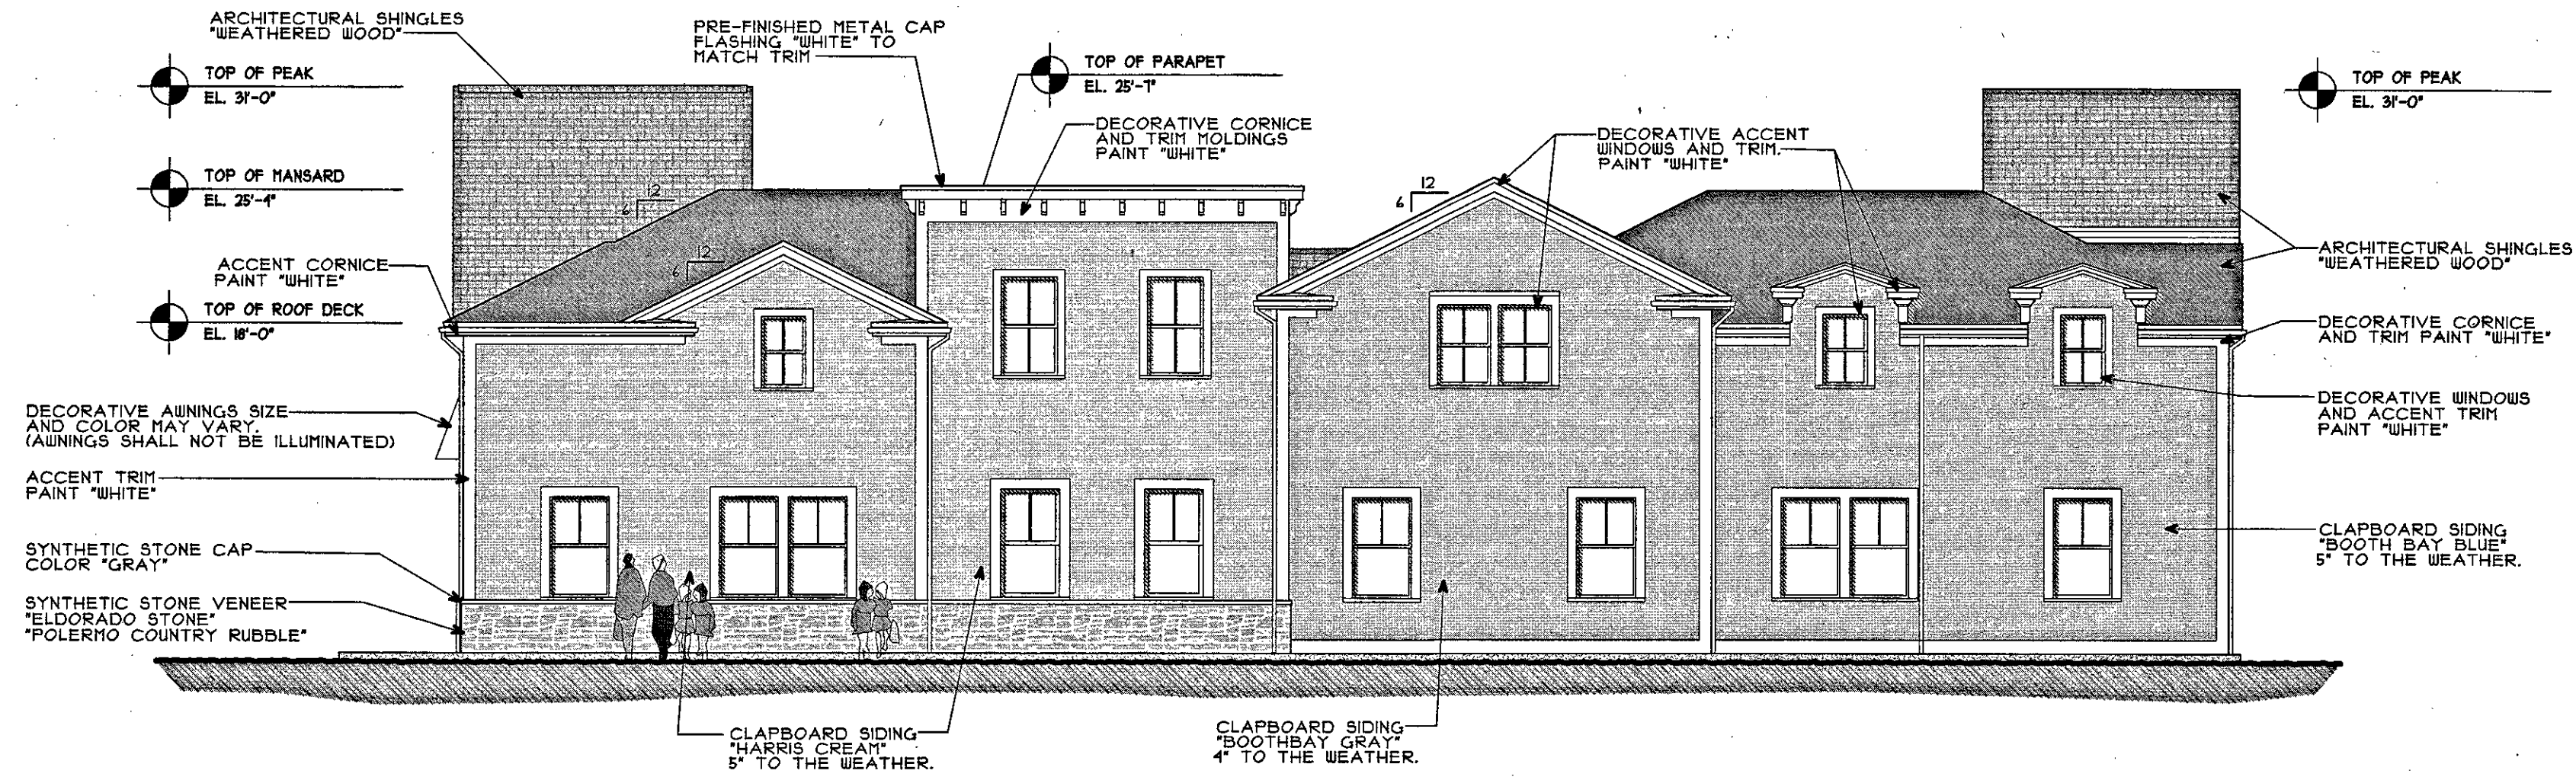 ARCHITECTURAL SHINGLES
"WEATHERED WOOD"
PRE-FINISHED METAL CAP
FLASHING "WHITE" TO
MATCH TRIM
TOP OF PEAK
EL. 31'-0"
TOP OF PARAPET
EL. 25'-7"
TOP OF PEAK
EL. 31'-0"
DECORATIVE CORNICE
AND TRIM MOLDINGS
PAINT "WHITE"
DECORATIVE ACCENT
WINDOWS AND TRIM.
PAINT "WHITE"
TOP OF MANSARD
EL. 25'-4"
12
6
12
6
12
6
ACCENT CORNICE
PAINT "WHITE"
ARCHITECTURAL SHINGLES
"WEATHERED WOOD"
TOP OF ROOF DECK
EL. 18'-0"
DECORATIVE CORNICE
AND TRIM PAINT "WHITE"
DECORATIVE AWNINGS SIZE
AND COLOR MAY VARY.
(AWNINGS SHALL NOT BE ILLUMINATED)
DECORATIVE WINDOWS
AND ACCENT TRIM
PAINT "WHITE"
ACCENT TRIM
PAINT "WHITE"
CLAPBOARD SIDING
"BOOTH BAY BLUE"
5" TO THE WEATHER.
SYNTHETIC STONE CAP
COLOR "GRAY"
SYNTHETIC STONE VENEER
"ELDORADO STONE"
"POLERMO COUNTRY RUBBLE"
CLAPBOARD SIDING
"HARRIS CREAM"
5" TO THE WEATHER.
CLAPBOARD SIDING
"BOOTHBAY GRAY"
4" TO THE WEATHER.